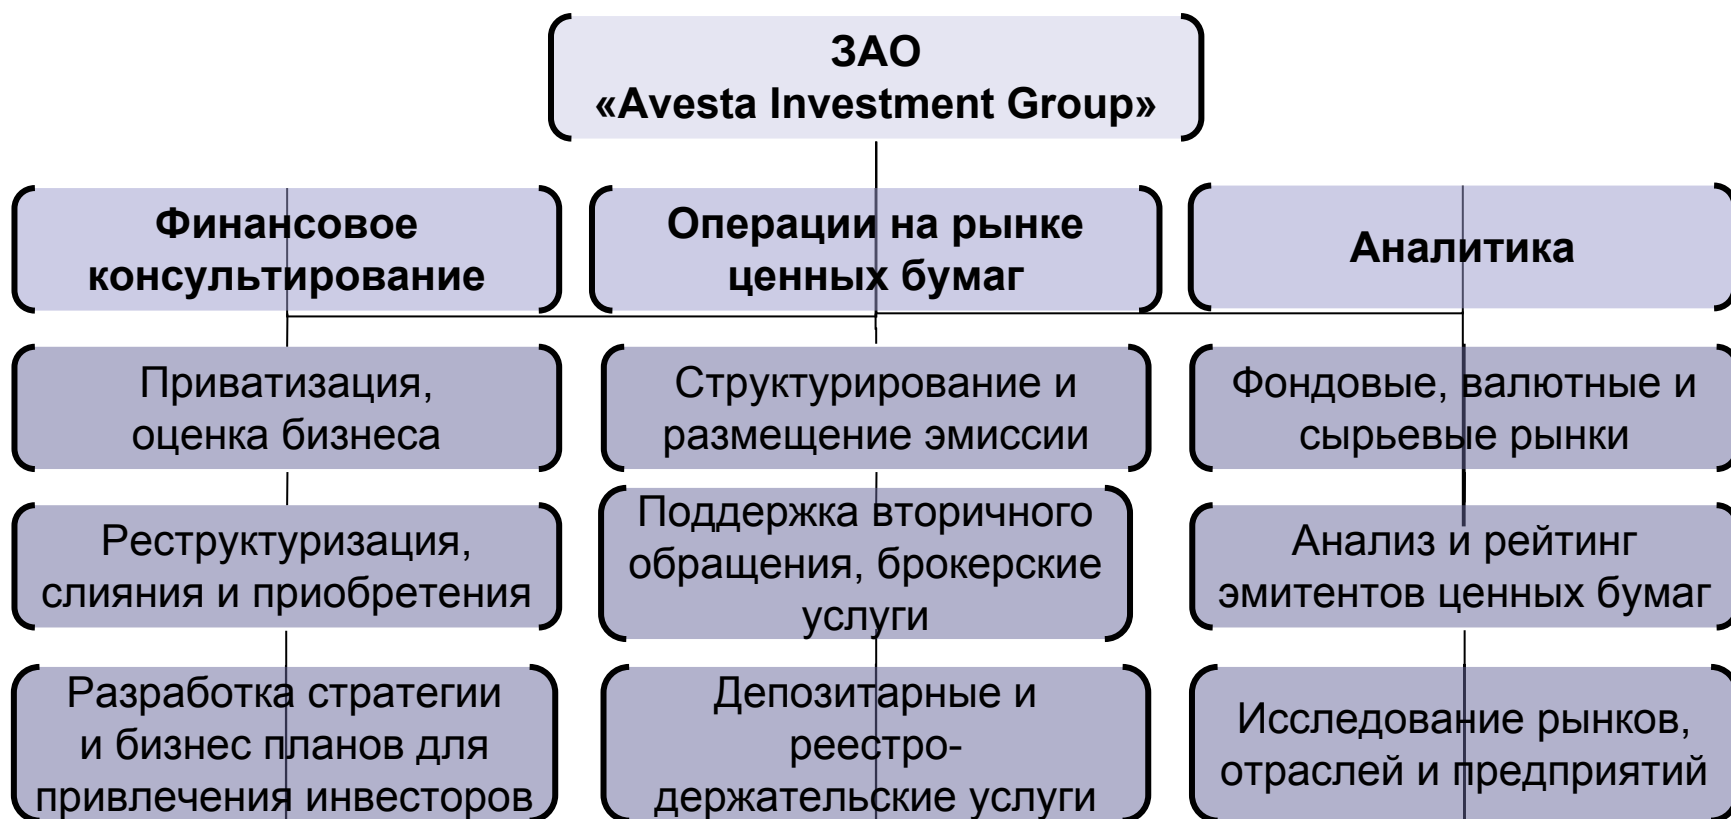 ЗАО
«Avesta Investment Group»
Финансовое
консультирование
Операции на рынке
ценных бумаг
Аналитика
Приватизация,
оценка бизнеса
Структурирование и
размещение эмиссии
Фондовые, валютные и
сырьевые рынки
Реструктуризация,
слияния и приобретения
Поддержка вторичного
обращения, брокерские
услуги
Анализ и рейтинг
эмитентов ценных бумаг
Разработка стратегии
и бизнес планов для
привлечения инвесторов
Депозитарные и
реестро-
держательские услуги
Исследование рынков,
отраслей и предприятий